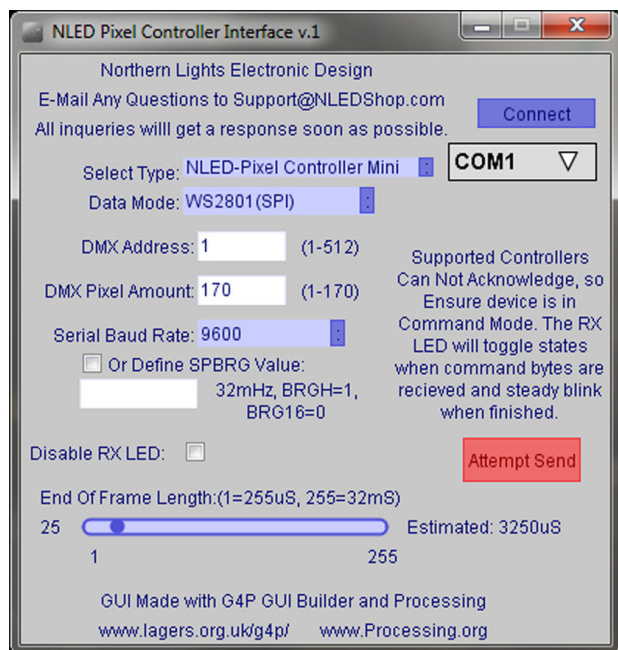 NLED Pixel Controller Interface v.1
Northern Lights Electronic Design
E-Mail Any Questions to Support@NLEDShop.com
All inqueries willl get a response soon as possible.
Connect
COM1
Select Type: NLED-Pixel Controller Mini :
Data Mode: WS2801(SPI) :
DMX Address: 1 (1-512)
DMX Pixel Amount: 170 (1-170)
Serial Baud Rate: 9600 :
Or Define SPBRG Value:
32mHz, BRGH=1,
BRG16=0
Supported Controllers
Can Not Acknowledge, so
Ensure device is in
Command Mode. The RX
LED will toggle states
when command bytes are
recieved and steady blink
when finished.
Disable RX LED:
Attempt Send
End Of Frame Length:(1=255uS, 255=32mS)
25 Estimated: 3250uS
1 255
GUI Made with G4P GUI Builder and Processing
www.lagers.org.uk/g4p/ www.Processing.org